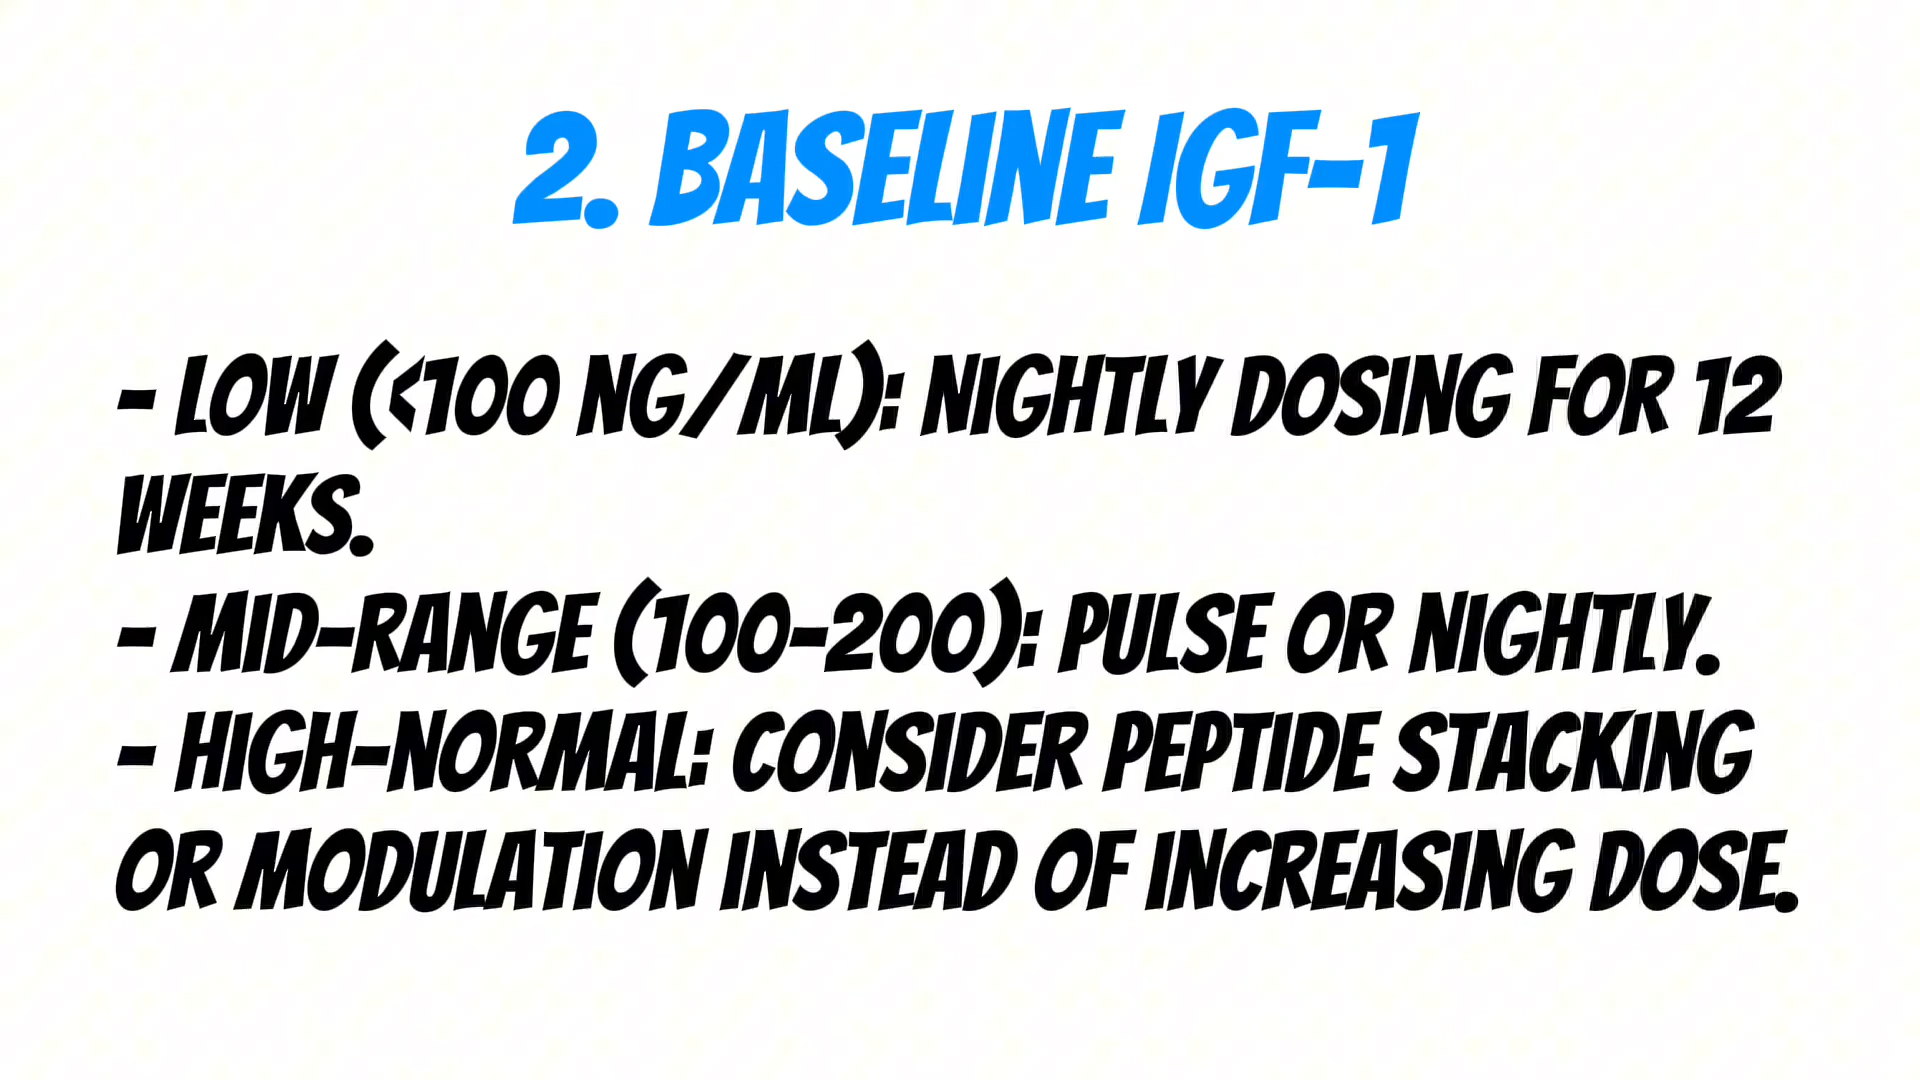 2. BASELINE IGF-1
- LOW (<100 NG/ML): NIGHTLY DOSING FOR 12
WEEKS.
- MID-RANGE (100-200): PULSE OR NIGHTLY.
- HIGH-NORMAL: CONSIDER PEPTIDE STACKING
OR MODULATION INSTEAD OF INCREASING DOSE.